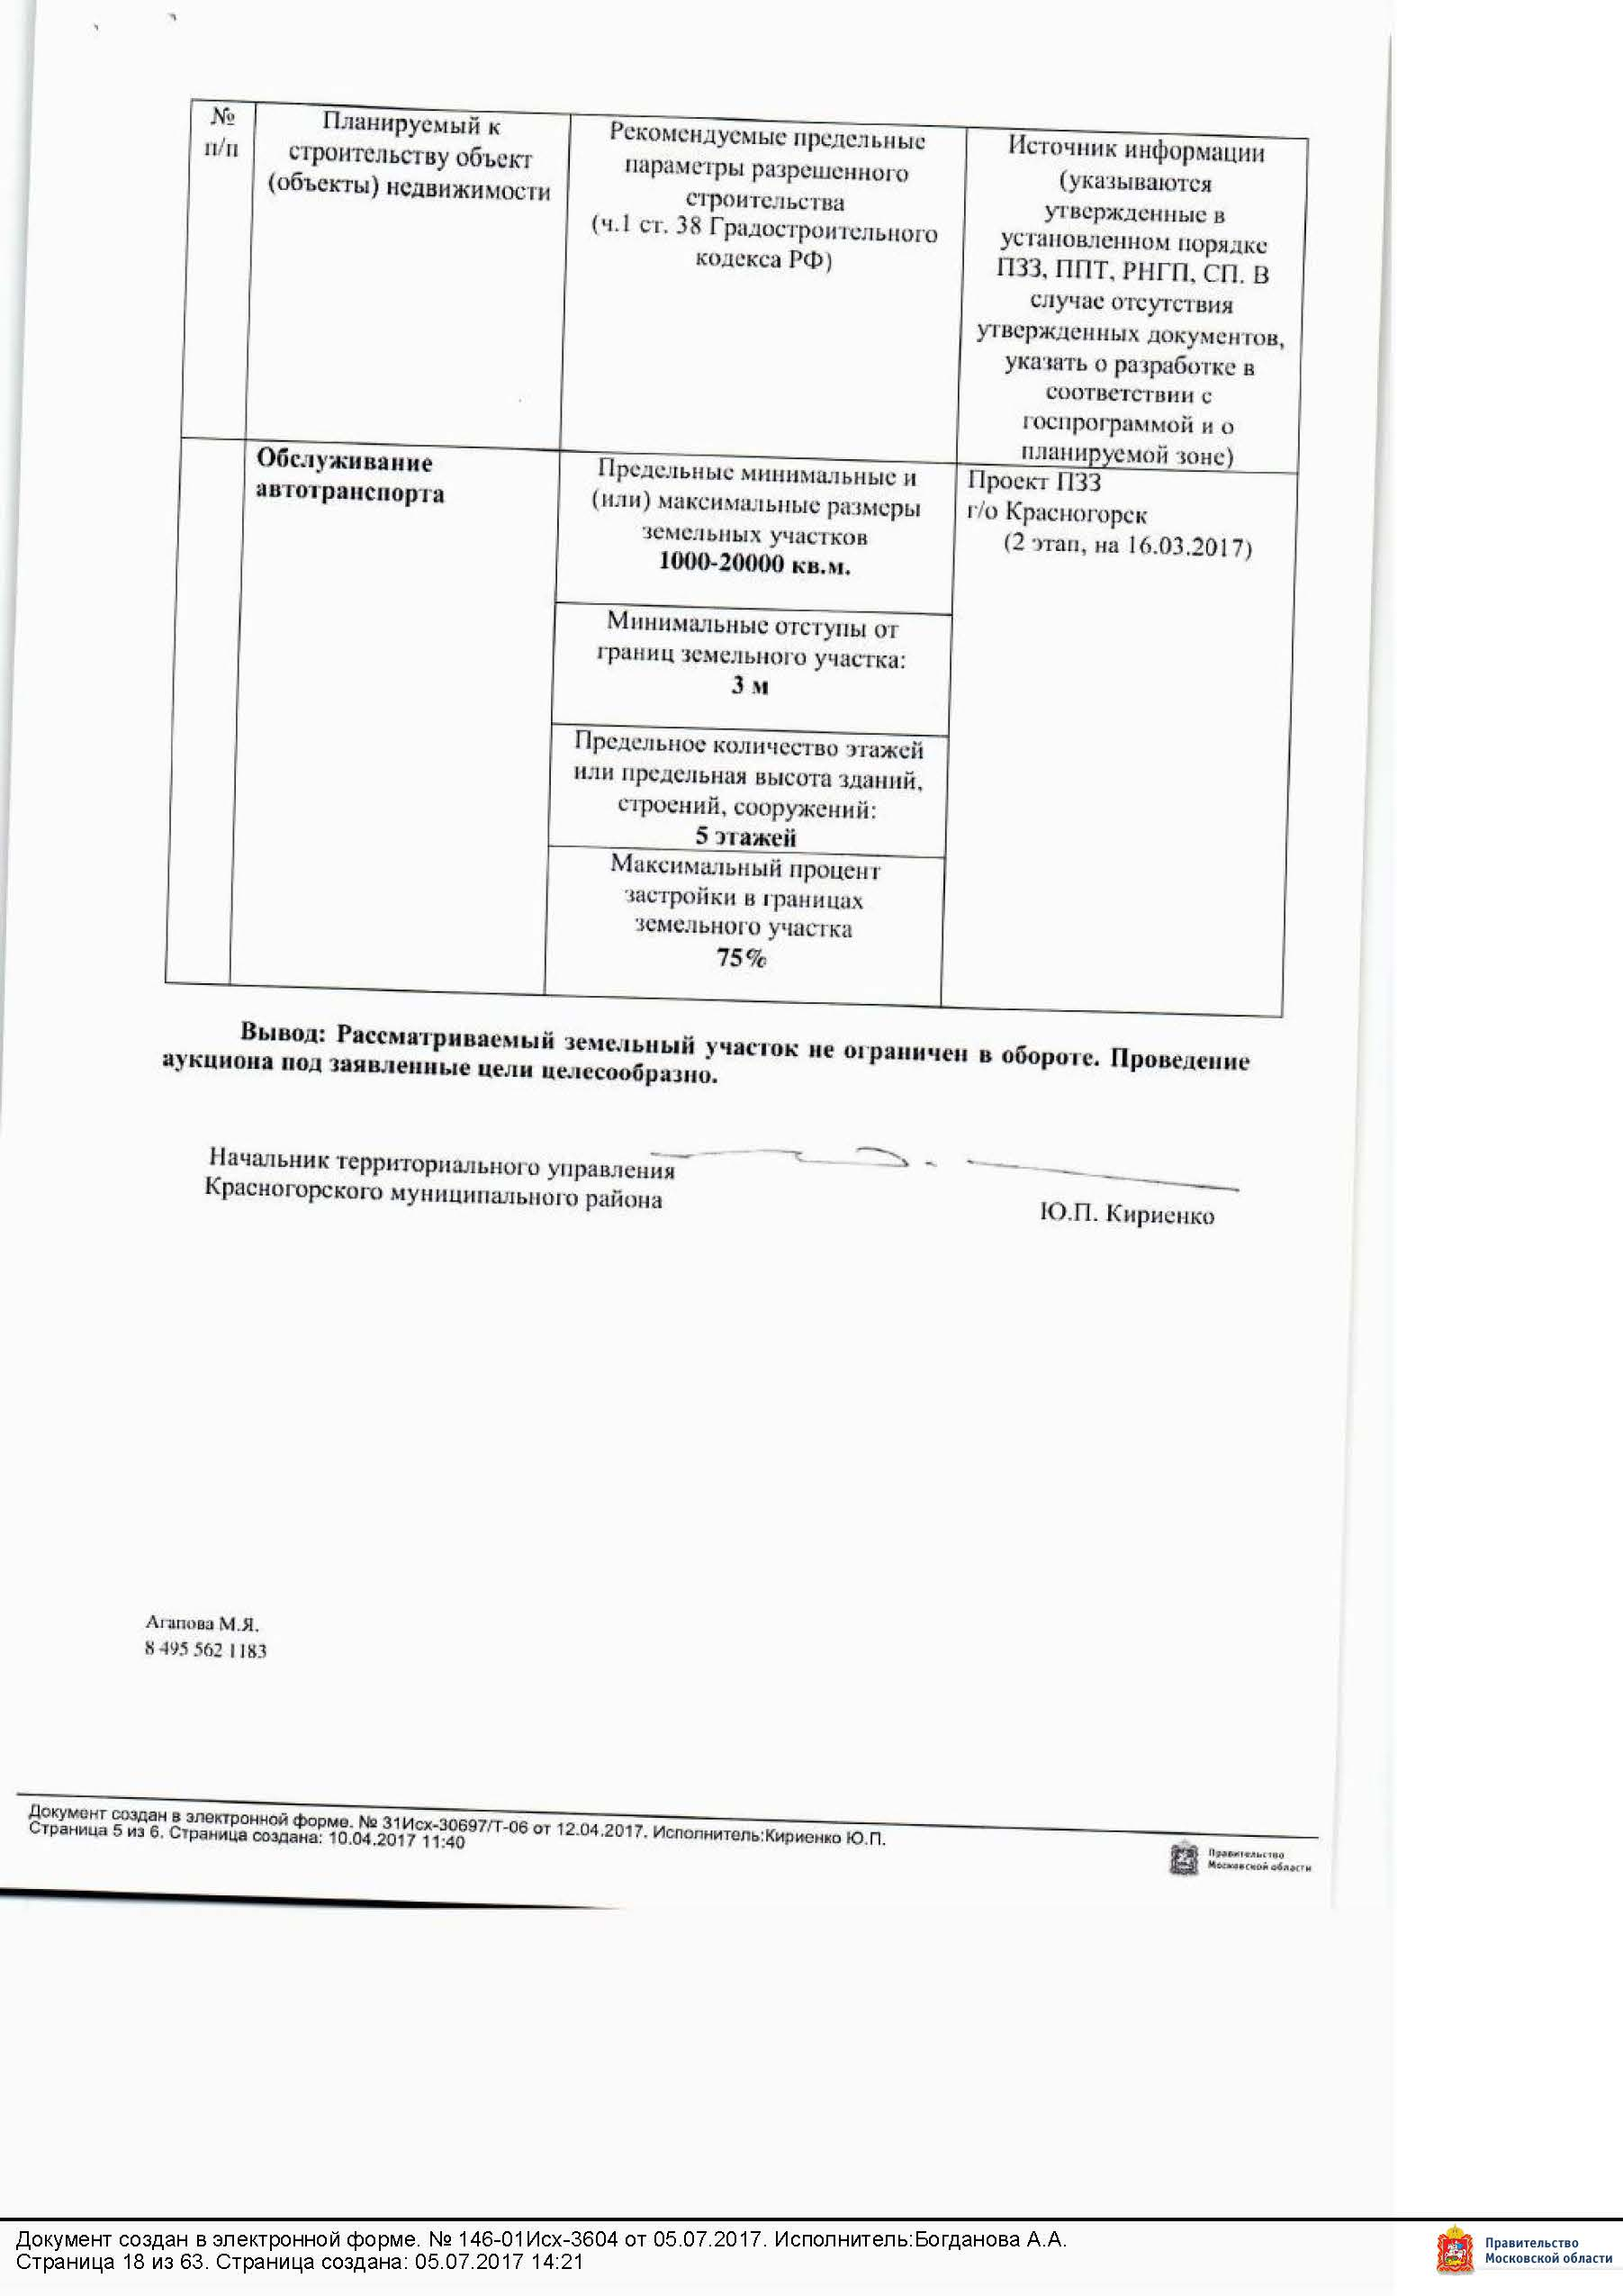 №
п/п
Планируемый к
строительству объект
(объекты) недвижимости
Рекомендуемые предельные
параметры разрешенного
строительства
(ч.1 ст. 38 Градостроительного
кодекса РФ)
Источник информации
(указываются
утвержденные в
установленном порядке
ПЗЗ, ППТ, РНГП, СП. В
случае отсутствия
утвержденных документов,
указать о разработке в
соответствии с
госпрограммой и о
планируемой зоне)
Обслуживание
автотранспорта
Предельные минимальные и
(или) максимальные размеры
земельных участков
1000-20000 кв.м.
Минимальные отступы от
границ земельного участка:
3 м
Предельное количество этажей
или предельная высота зданий,
строений, сооружений:
5 этажей
Максимальный процент
застройки в границах
земельного участка
75%
Проект ПЗЗ
г/о Красногорск
(2 этап, на 16.03.2017)
Вывод: Рассматриваемый земельный участок не ограничен в обороте. Проведение
аукциона под заявленные цели целесообразно.
Начальник территориального управления
Красногорского муниципального района
Ю.П. Кириенко
Агапова М.Я.
8 495 562 1183
Документ создан в электронной форме. № 31Исх-30697/Т-06 от 12.04.2017. Исполнитель:Кириенко Ю.П.
Страница 5 из 6. Страница создана: 10.04.2017 11:40
Правительство
Московской области
Документ создан в электронной форме. № 146-01Исх-3604 от 05.07.2017. Исполнитель:Богданова А.А.
Страница 18 из 63. Страница создана: 05.07.2017 14:21
Правительство
Московской области